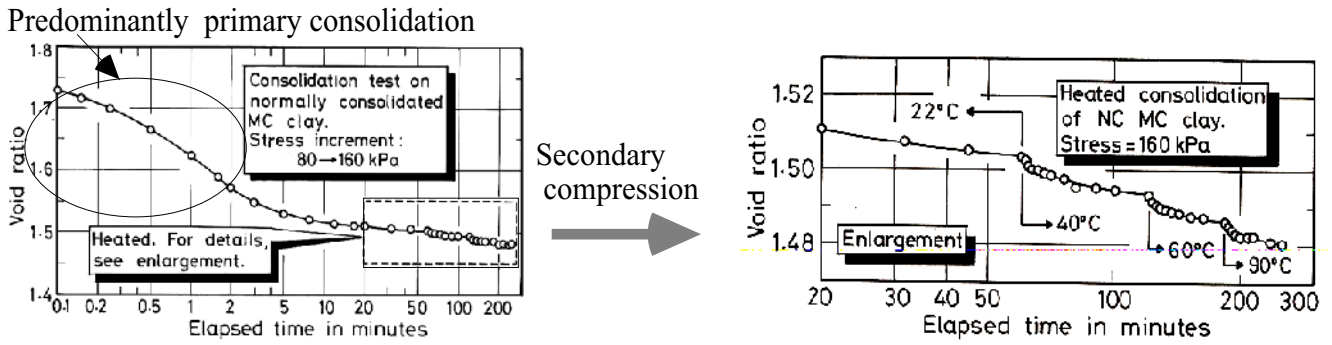 Predominantly primary consolidation
1.8
1.7
1.6
1.5
1.4
Void ratio
Consolidation test on
normally consolidated
MC clay.
Stress increment:
80→160 kPa
Heated. For details,
see enlargement.
0.1 0.2 0.5 1 2 5 10 20 50 100 200
Elapsed time in minutes
Secondary
compression
1.52
1.50
1.48
Void ratio
22°C
Heated consolidation
of NC MC clay.
Stress = 160 kPa
40°C
60°C
90°C
Enlargement
20 30 40 50 100 200 300
Elapsed time in minutes